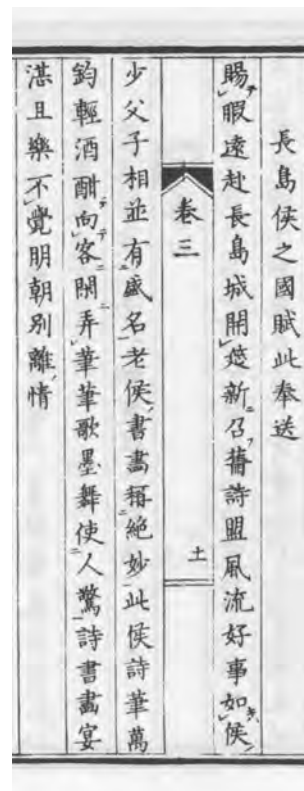 長島侯之國賦此奉送
賜暇遠赴長島城開筵新召舊詩盟風流好事如侯
卷三
土
少父子相並有盛名老侯書畫稱絕妙此侯詩筆萬
鈞輕酒酣向客閑弄筆筆歌墨舞使人驚詩書畫宴
湛且樂不覺明朝別離情